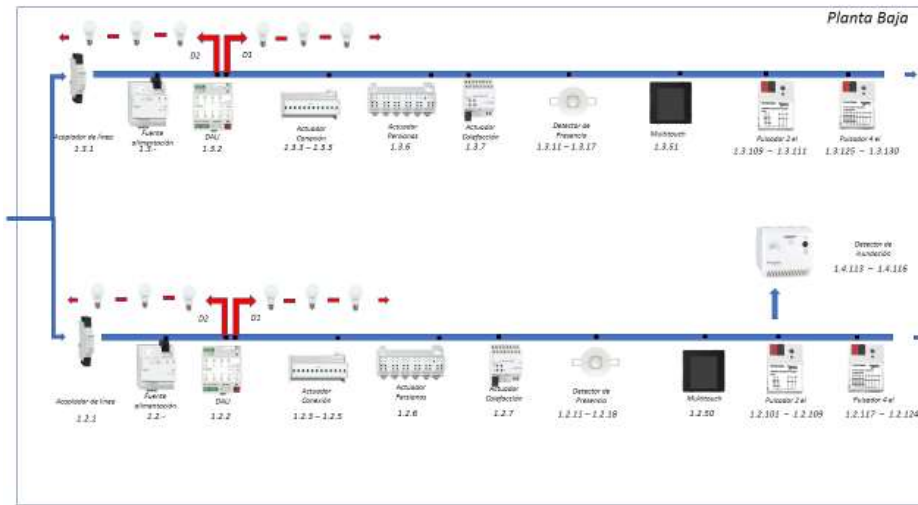 Planta Baja
D2
D1
Acoplador de linea
1.3.1
Fuente
alimentación
1.3.-
DALI
1.3.2
Actuador
Conexión
1.3.3 – 1.3.5
Actuador
Persianas
1.3.6
Actuador
Calefacción
1.3.7
Detector de
Presencia
1.3.11 – 1.3.17
Multitouch
1.3.51
Pulsador 2 el
1.3.109 – 1.3.111
Pulsador 4 el
1.3.125 – 1.3.130
Detector de
Inundación
1.4.113 – 1.4.116
D2
D1
Acoplador de linea
1.2.1
Fuente
alimentación
1.2.-
DALI
1.2.2
Actuador
Conexión
1.2.3 – 1.2.5
Actuador
Persianas
1.2.6
Actuador
Calefacción
1.2.7
Detector de
Presencia
1.2.11 – 1.2.18
Multitouch
1.2.50
Pulsador 2 el
1.2.101 – 1.2.109
Pulsador 4 el
1.2.117 – 1.2.124